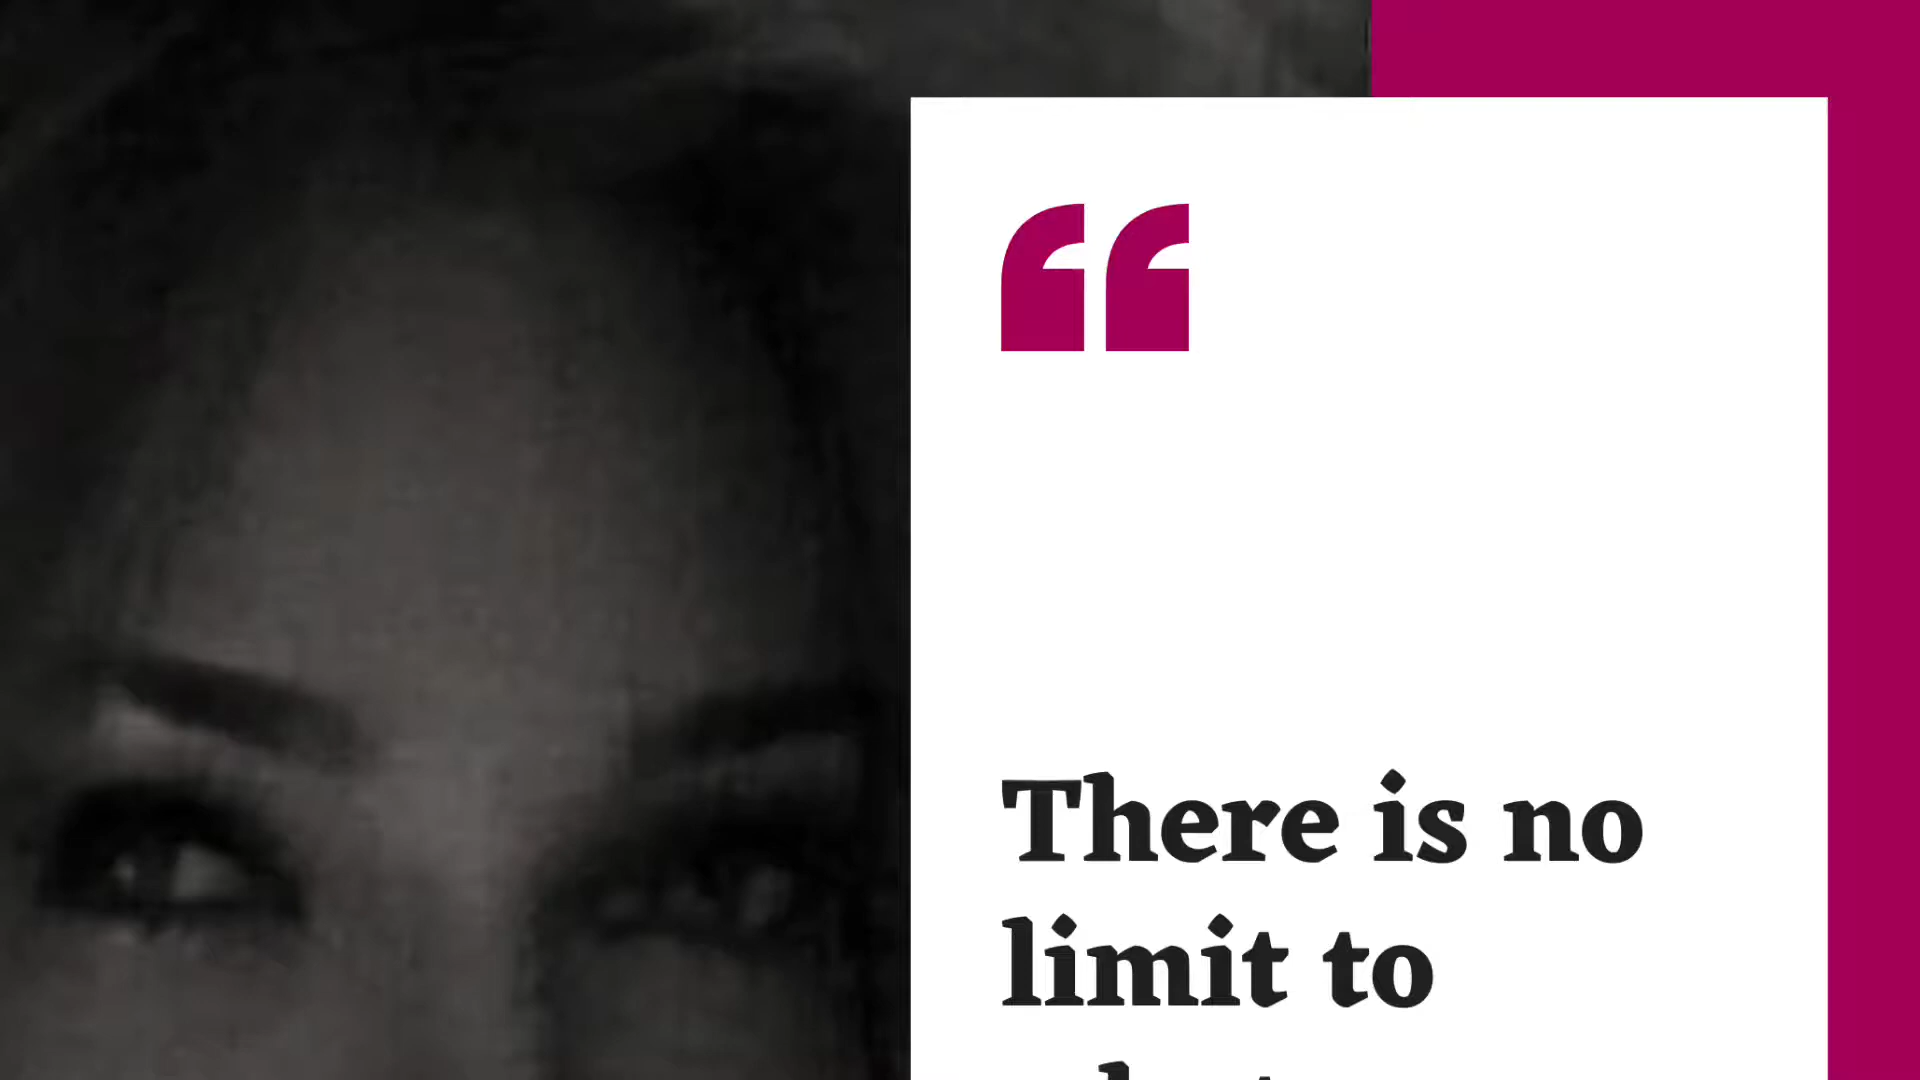 “
There is no
limit to